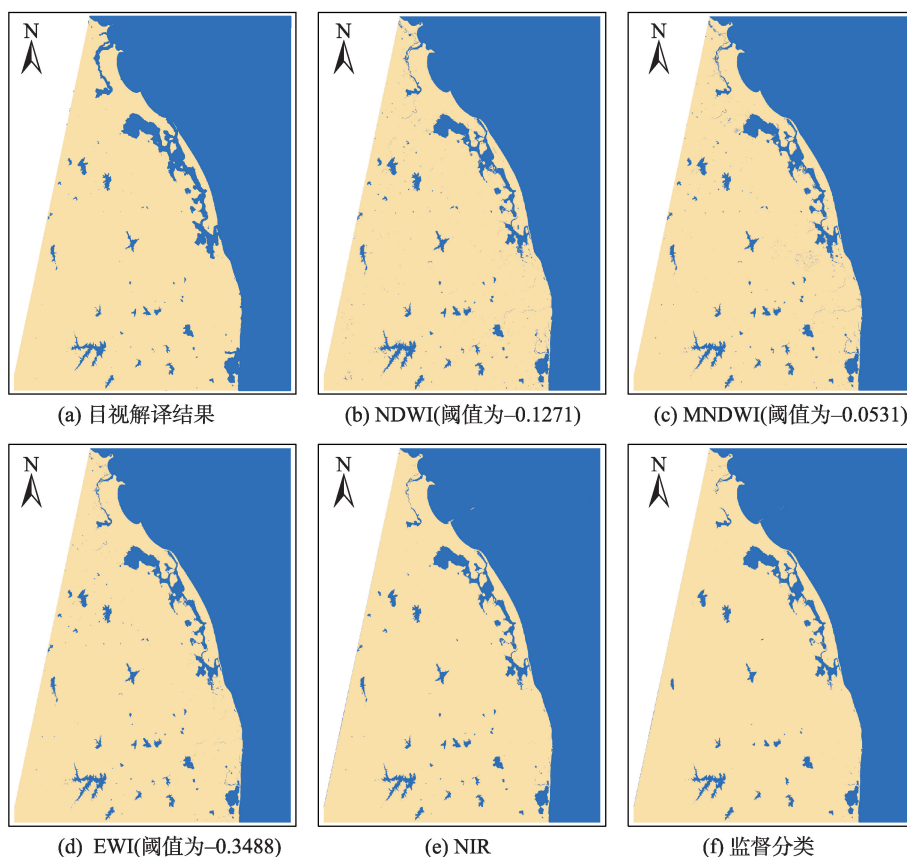 N
N
N
(a) 目视解译结果
(b) NDWI(阈值为–0.1271)
(c) MNDWI(阈值为–0.0531)
N
N
N
(d) EWI(阈值为–0.3488)
(e) NIR
(f) 监督分类